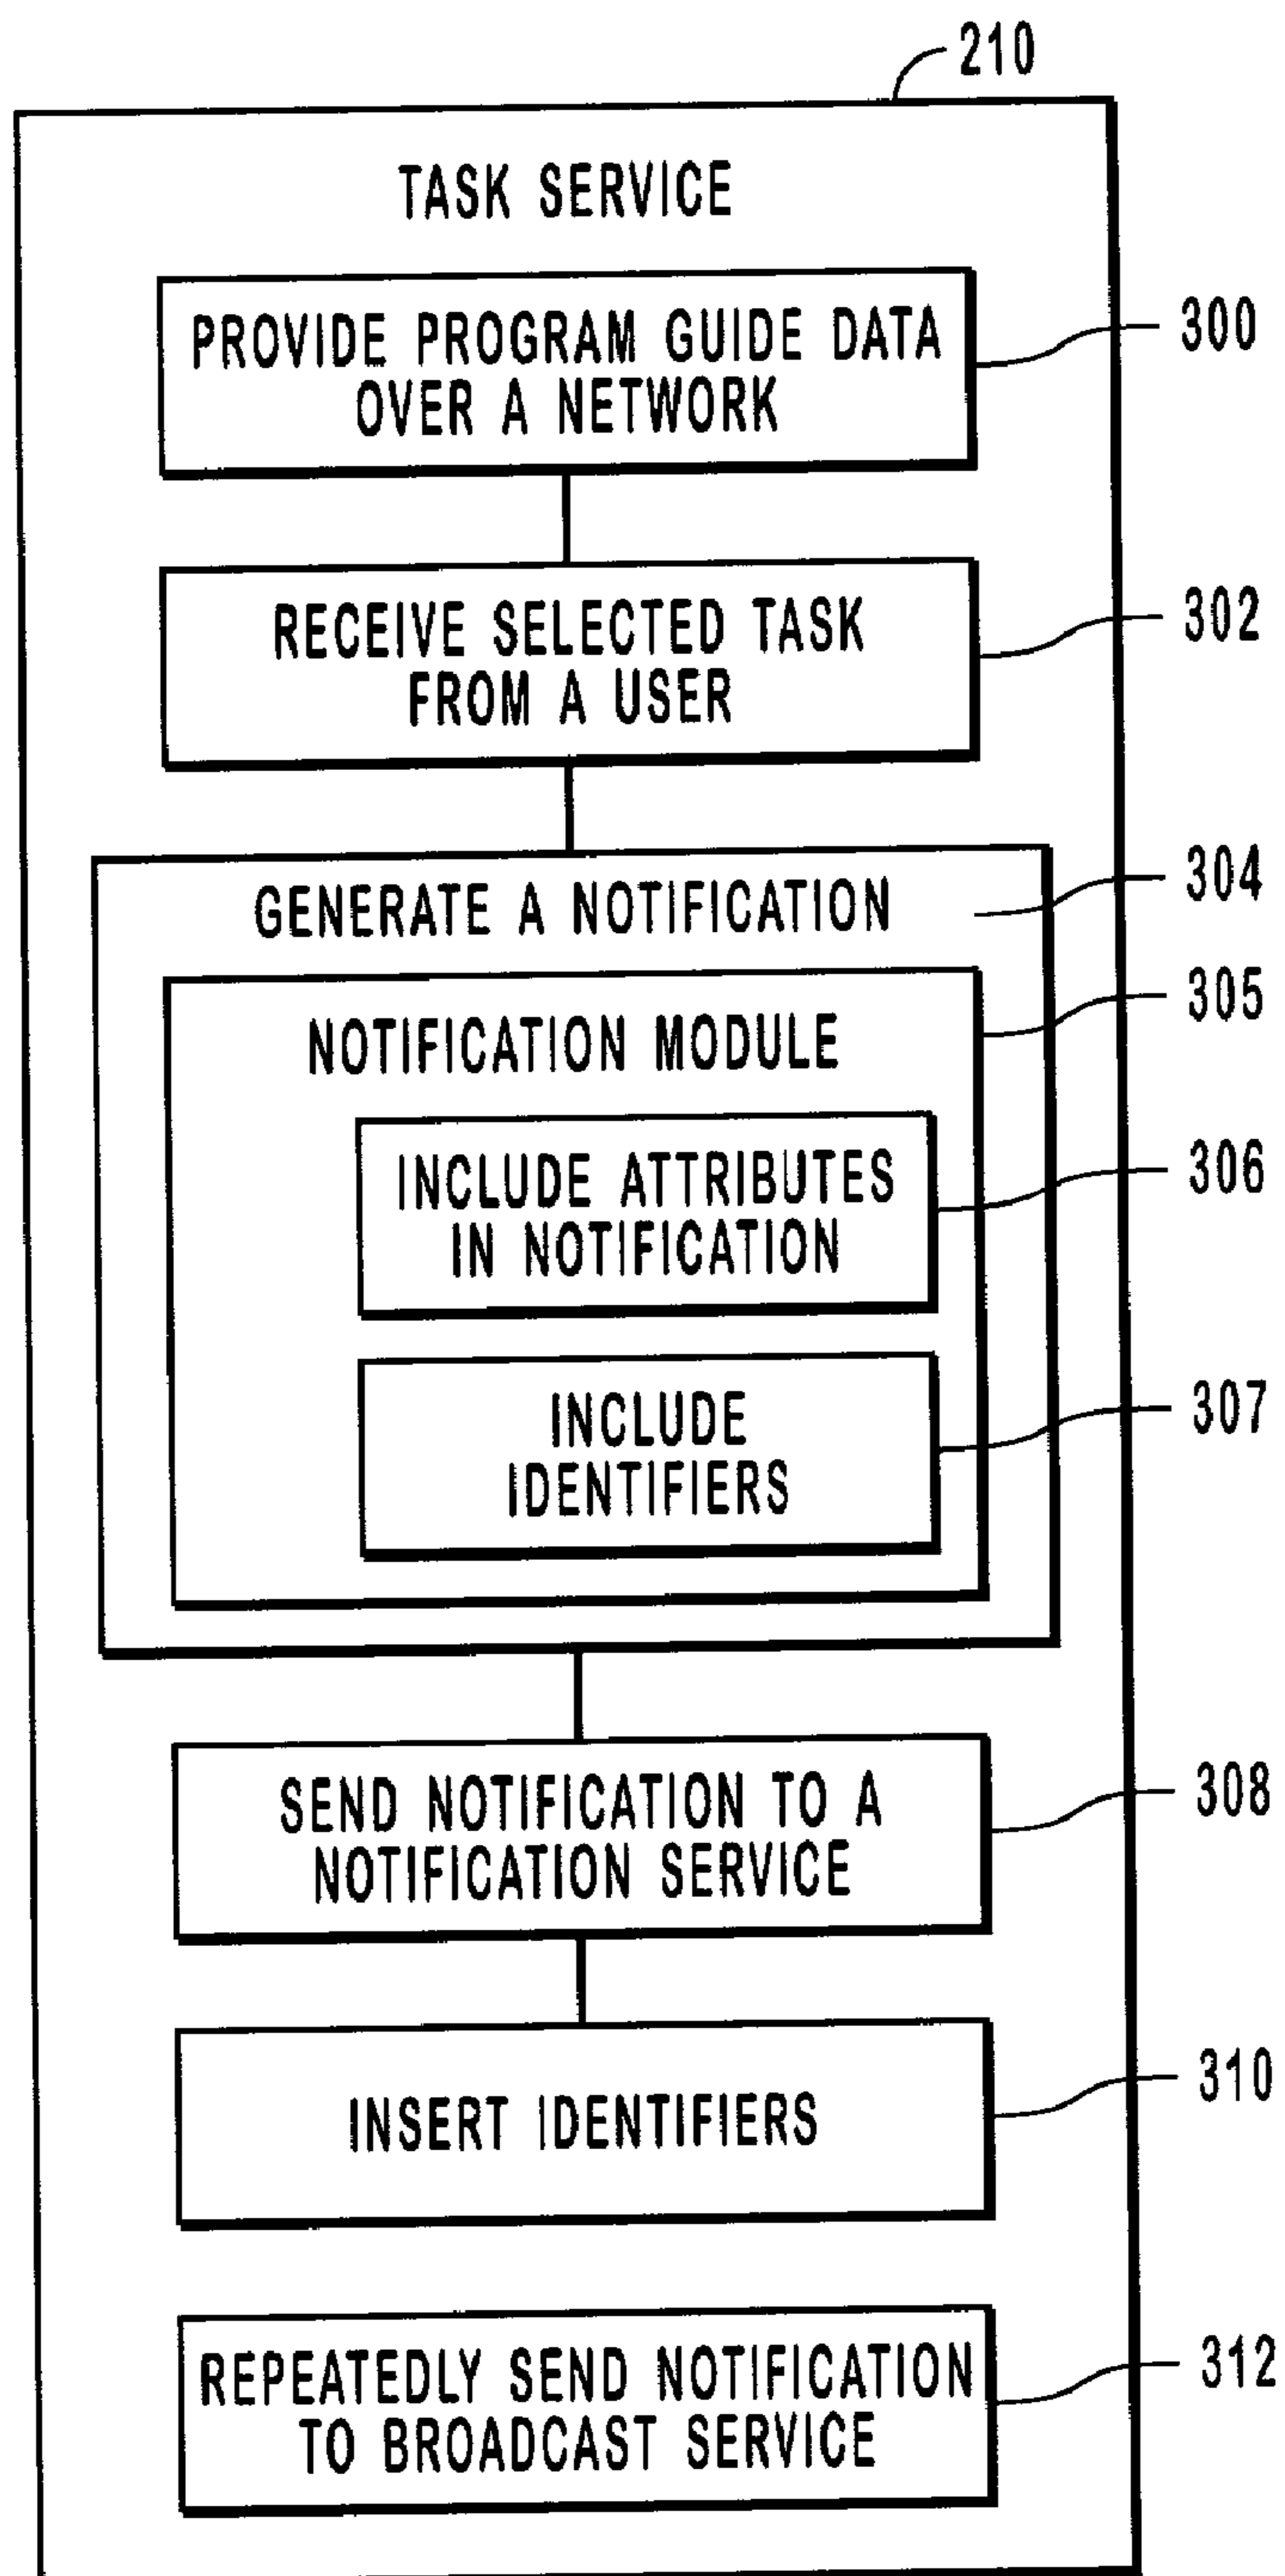 210
TASK SERVICE
PROVIDE PROGRAM GUIDE DATA
OVER A NETWORK
300
RECEIVE SELECTED TASK
FROM A USER
302
GENERATE A NOTIFICATION
304
NOTIFICATION MODULE
305
INCLUDE ATTRIBUTES
IN NOTIFICATION
306
INCLUDE
IDENTIFIERS
307
SEND NOTIFICATION TO A
NOTIFICATION SERVICE
308
INSERT IDENTIFIERS
310
REPEATEDLY SEND NOTIFICATION
TO BROADCAST SERVICE
312